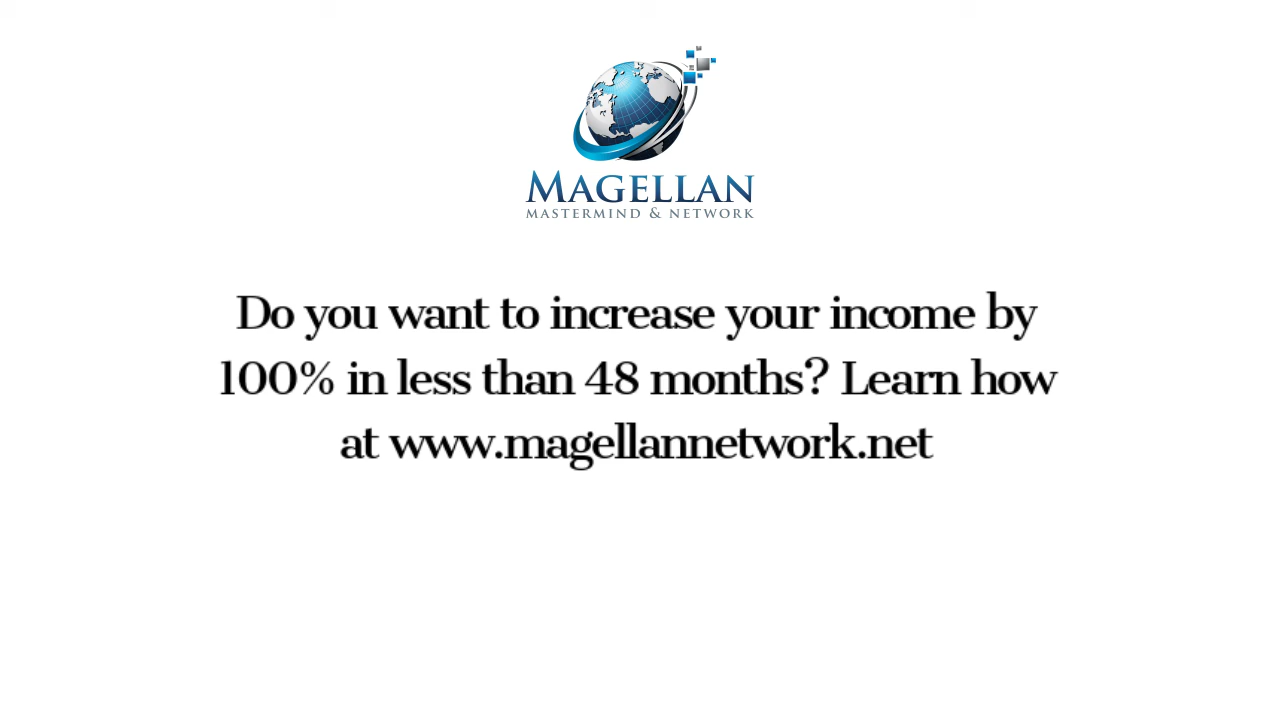 MAGELLAN
MASTERMIND & NETWORK
Do you want to increase your income by
100% in less than 48 months? Learn how
at www.magellannetwork.net